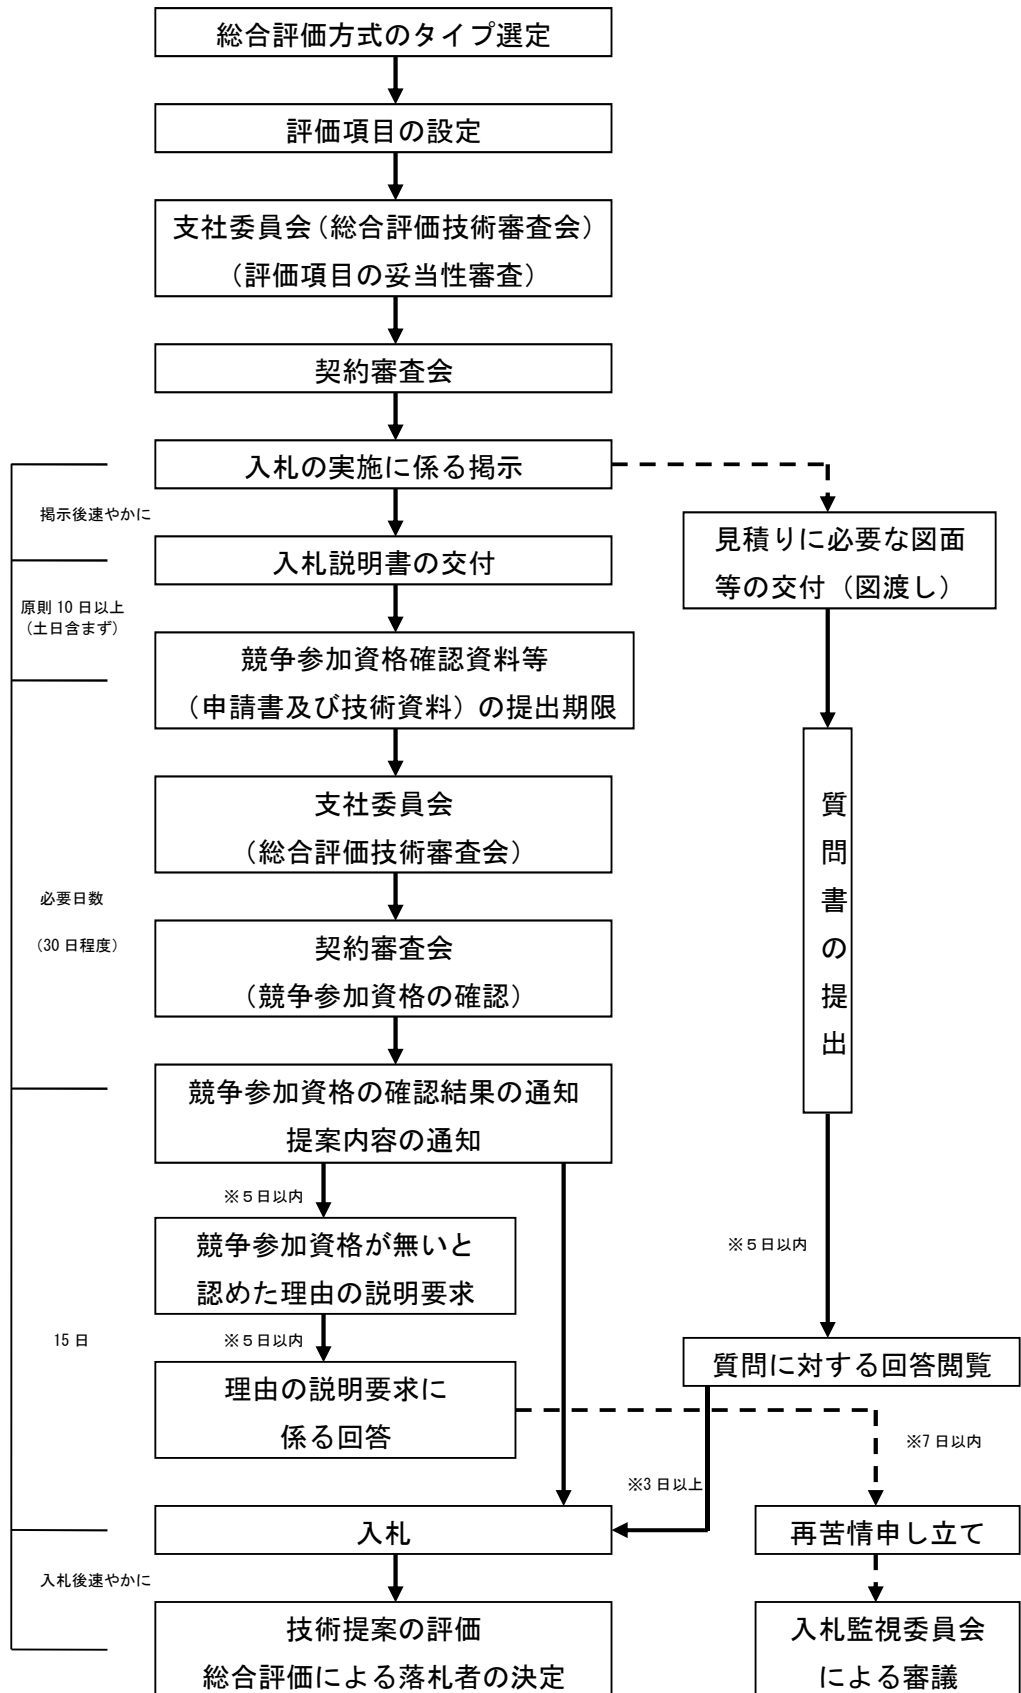 総合評価方式のタイプ選定
評価項目の設定
支社委員会(総合評価技術審査会)
(評価項目の妥当性審査)
契約審査会
入札の実施に係る掲示
掲示後速やかに
見積りに必要な図面
等の交付(図渡し)
入札説明書の交付
原則10日以上
(土日含まず)
競争参加資格確認資料等
(申請書及び技術資料)の提出期限
質問書の提出
支社委員会
(総合評価技術審査会)
必要日数
(30日程度)
契約審査会
(競争参加資格の確認)
競争参加資格の確認結果の通知
提案内容の通知
※5日以内
競争参加資格が無いと
認めた理由の説明要求
※5日以内
15日
※5日以内
質問に対する回答閲覧
理由の説明要求に
係る回答
※7日以内
※3日以上
入札
再苦情申し立て
入札後速やかに
技術提案の評価
総合評価による落札者の決定
入札監視委員会
による審議